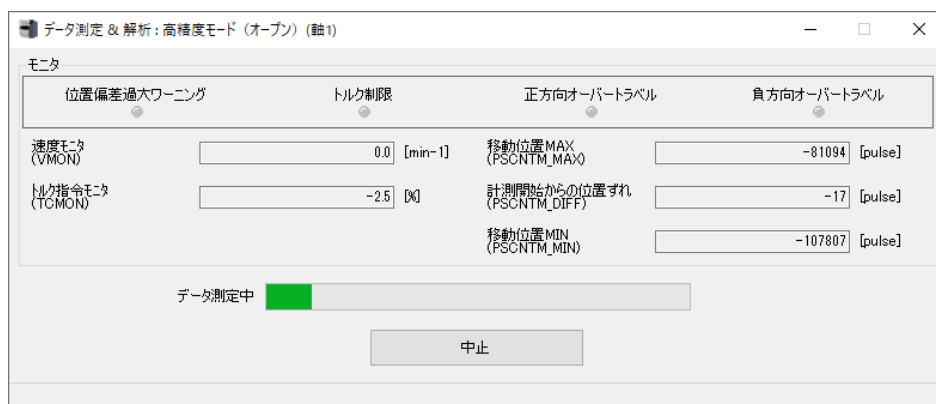 データ測定 & 解析 : 高精度モード（オープン） (軸1)
モニタ
位置偏差過大ワーニング トルク制限 正方向オーバートラベル 負方向オーバートラベル
速度モニタ
(VMON) 0.0 [min-1]
移動位置MAX
(PSCNTM_MAX) -81094 [pulse]
トルク指令モニタ
(TCMON) -2.5 [%]
計測開始からの位置ずれ
(PSCNTM_DIFF) -17 [pulse]
移動位置MIN
(PSCNTM_MIN) -107807 [pulse]
データ測定中
中止